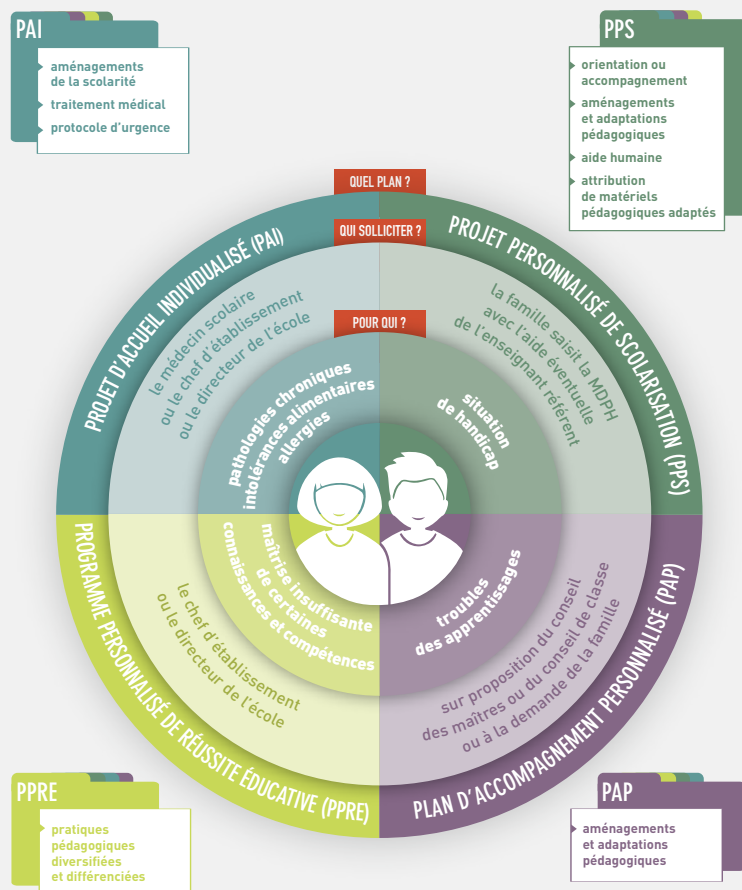 PAI
aménagements
de la scolarité
traitement médical
protocole d'urgence
PPS
orientation ou
accompagnement
aménagements
et adaptations
pédagogiques
aide humaine
attribution
de matériels
pédagogiques adaptés
QUEL PLAN ?
QUI SOLLICITER ?
POUR QUI ?
PROJET D'ACCUEIL INDIVIDUALISÉ (PAI)
le médecin scolaire
ou le chef d'établissement
ou le directeur de l'école
pathologies chroniques
intolérances alimentaires
allergies
PROJET PERSONNALISÉ DE SCOLARISATION (PPS)
la famille saisit la MDPH
avec l'aide éventuelle
de l'enseignant référent
situation
de handicap
PROGRAMME PERSONNALISÉ DE RÉUSSITE ÉDUCATIVE (PPRE)
le chef d'établissement
ou le directeur de l'école
maîtrise insuffisante
de certaines
connaissances et compétences
PLAN D'ACCOMPAGNEMENT PERSONNALISÉ (PAP)
sur proposition du conseil
des maîtres ou du conseil de classe
ou à la demande de la famille
troubles
des apprentissages
PPRE
pratiques
pédagogiques
diversifiées
et différenciées
PAP
aménagements
et adaptations
pédagogiques